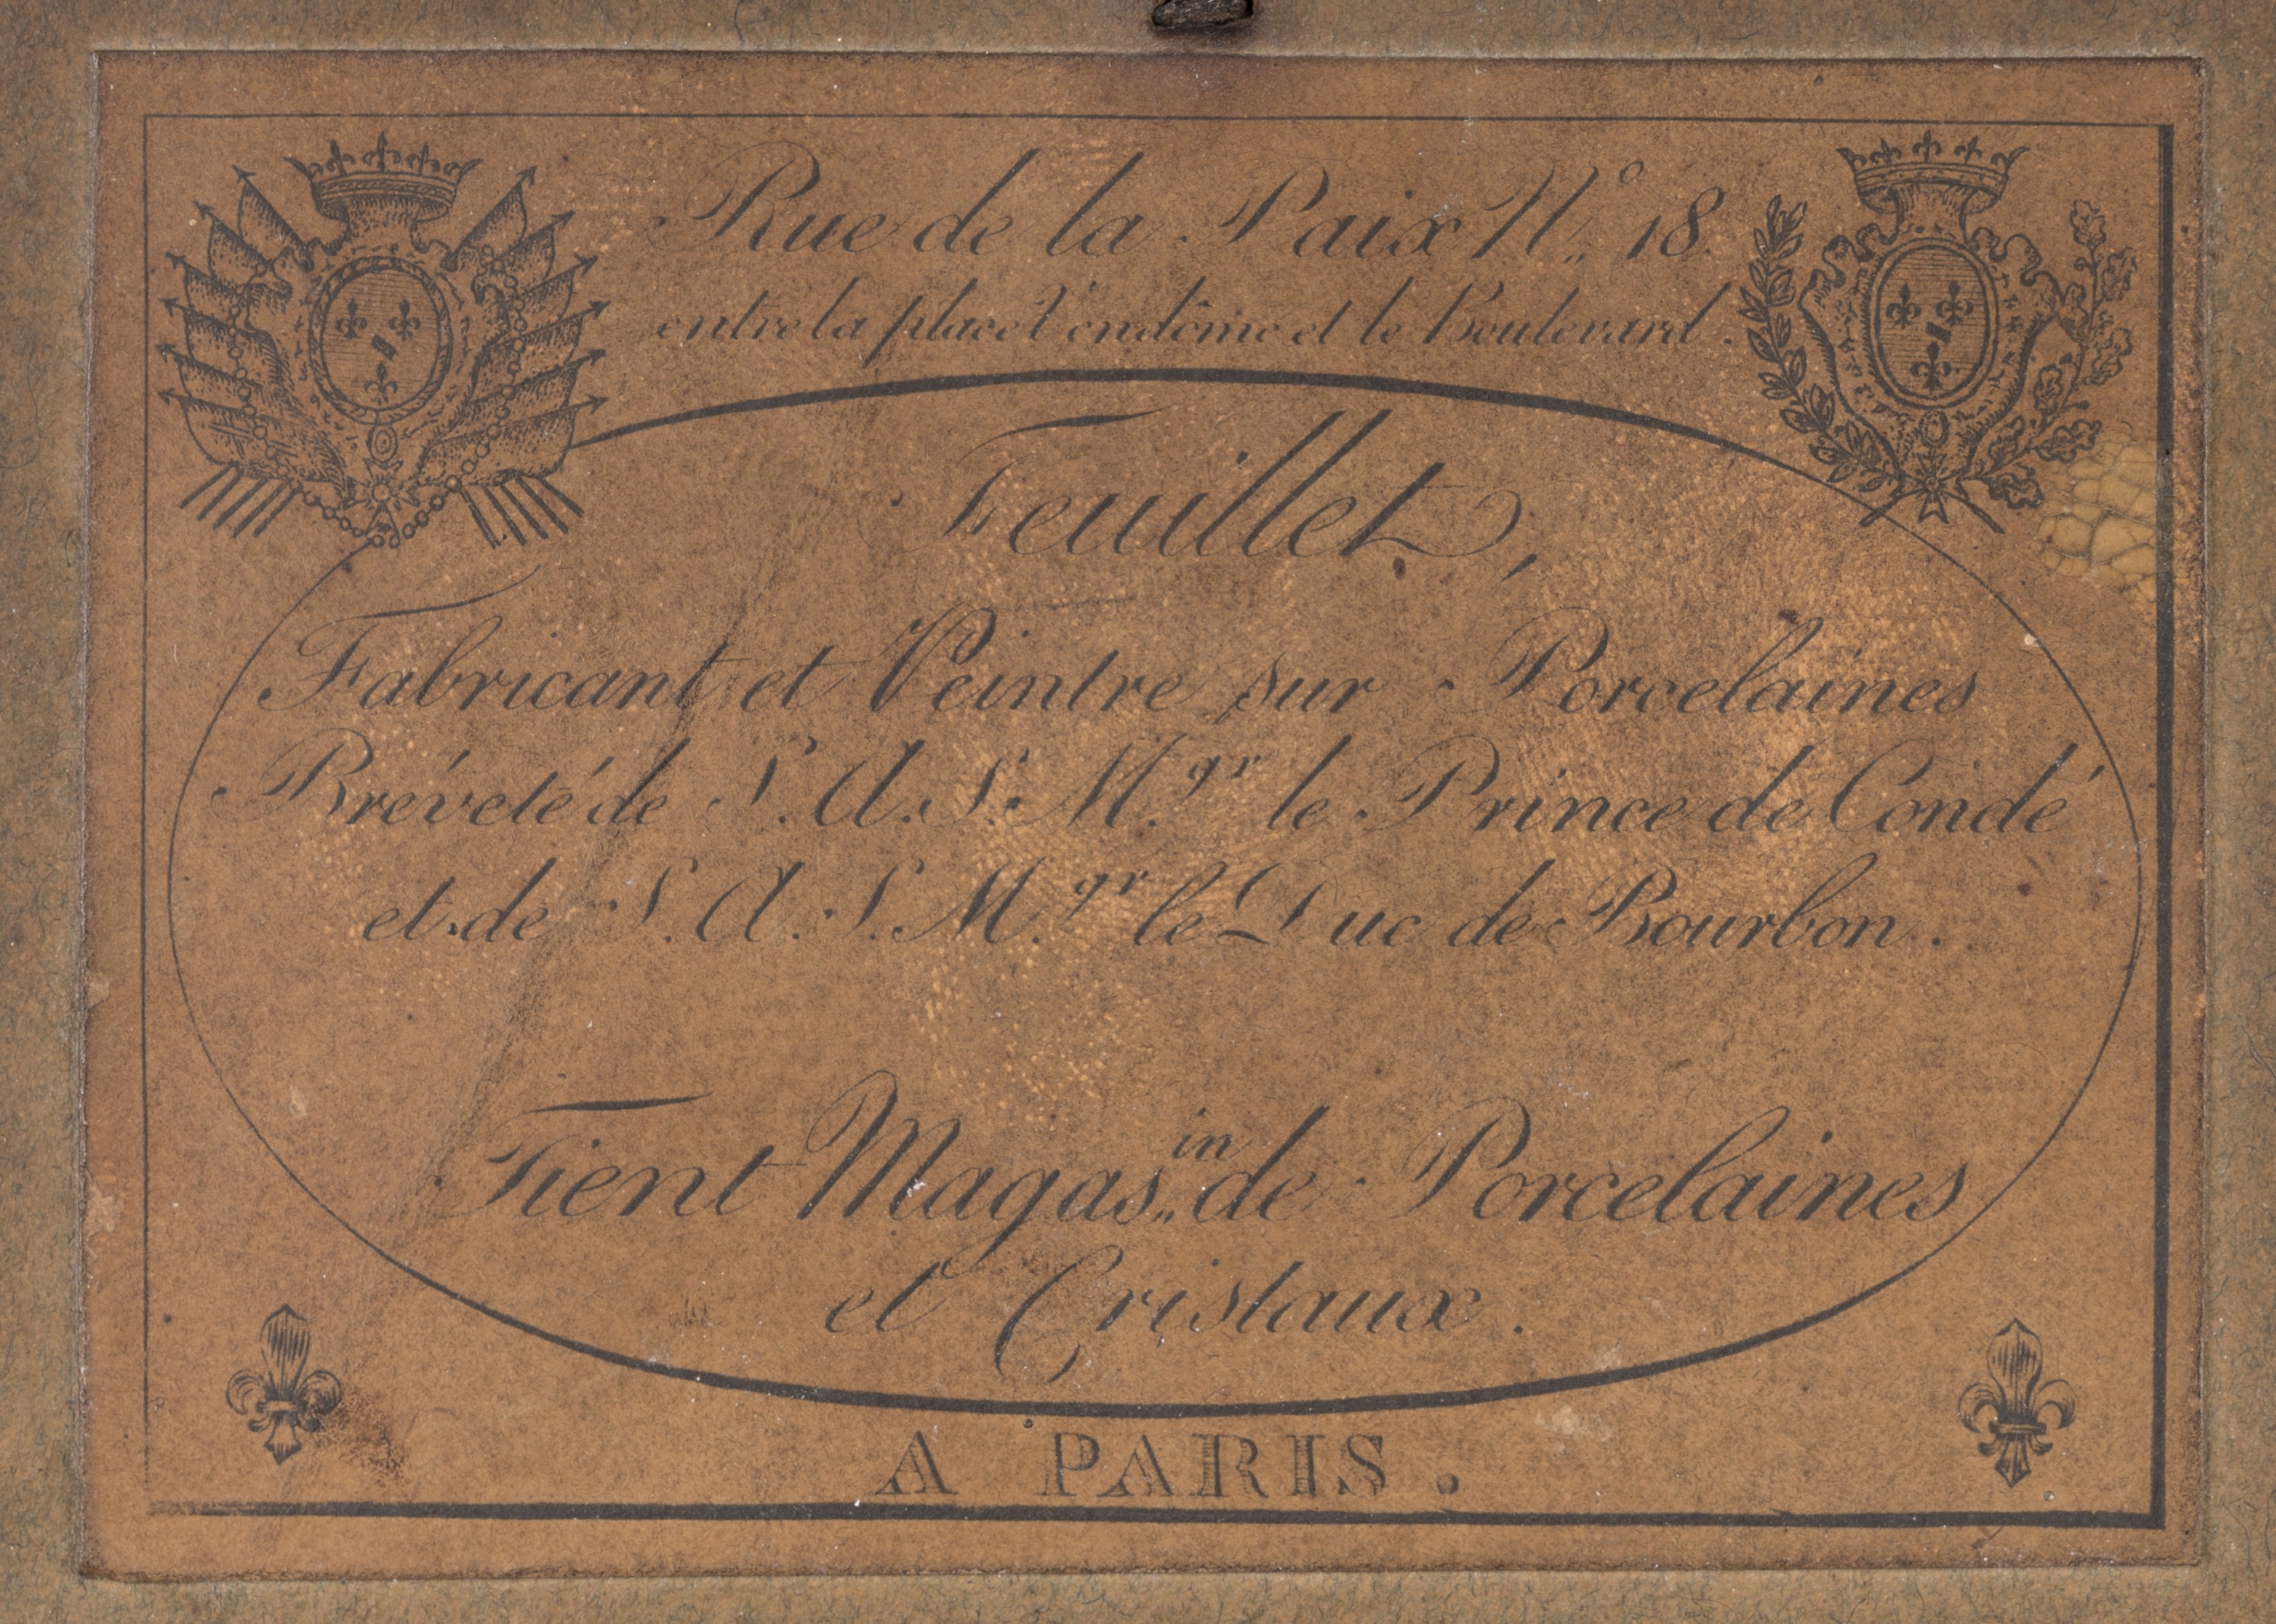 Rue de la Paix N.º 18.
entre la place Vendôme et le Boulevard.
Feuillet,
Fabricant et Peintre sur Porcelaines
Bréveté de S. A. S. M.gr le Prince de Condé
et de S. A. S. M.gr le Duc de Bourbon.
Tient Magas.in de Porcelaines
et Cristaux.
A PARIS.